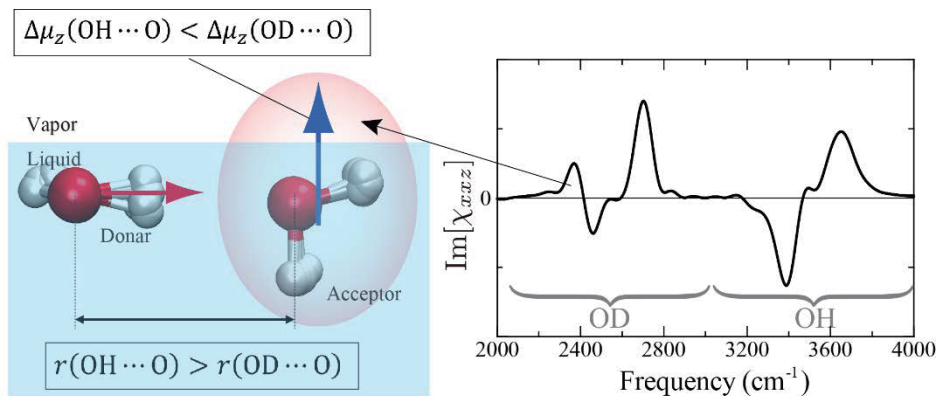 Δμz(OH ⋯ O) < Δμz(OD ⋯ O)
Vapor
Liquid
Donar
Acceptor
r(OH ⋯ O) > r(OD ⋯ O)
Im[χxxxz]
0
OD
OH
2000 2400 2800 3200 3600 4000
Frequency (cm⁻¹)